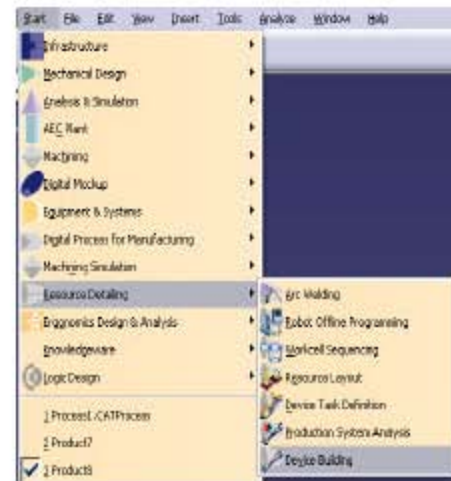 Start File Edit View Insert Tools Analyze Window Help
Infrastructure
Mechanical Design
Analysis & Simulation
AEC Plant
Machining
Digital Mockup
Equipment & Systems
Digital Process for Manufacturing
Machining Simulation
Resource Detailing
Ergonomics Design & Analysis
Knowledgeware
Logic Design
1 Process1.CATProcess
2 Product7
3 Product8
Arc Welding
Robot Offline Programming
Workcell Sequencing
Resource Layout
Device Task Definition
Production System Analysis
Device Building